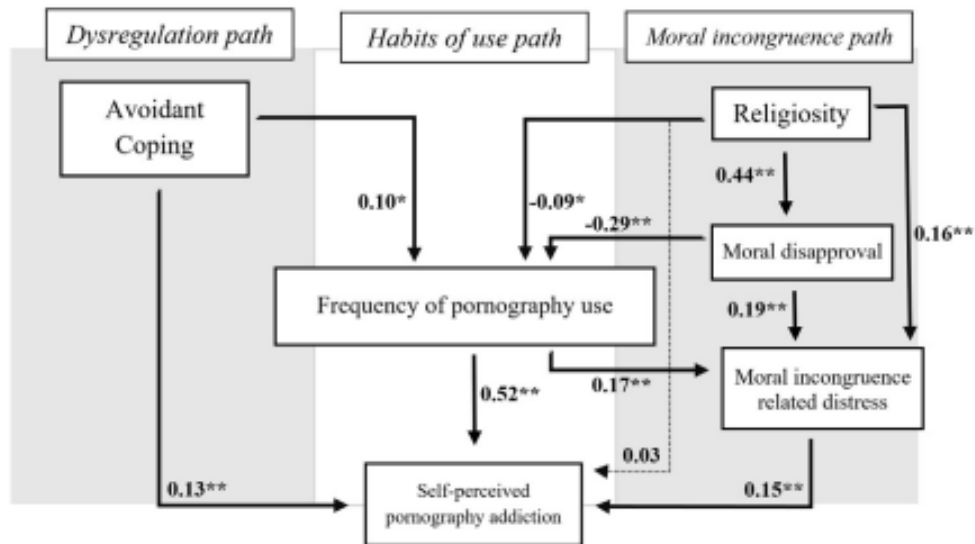 Dysregulation path
Habits of use path
Moral incongruence path
Avoidant
Coping
Religiosity
0.44**
0.10*
-0.09*
-0.29**
0.16**
Moral disapproval
Frequency of pornography use
0.19**
0.52**
0.17**
Moral incongruence
related distress
0.03
0.13**
Self-perceived
pornography addiction
0.15**